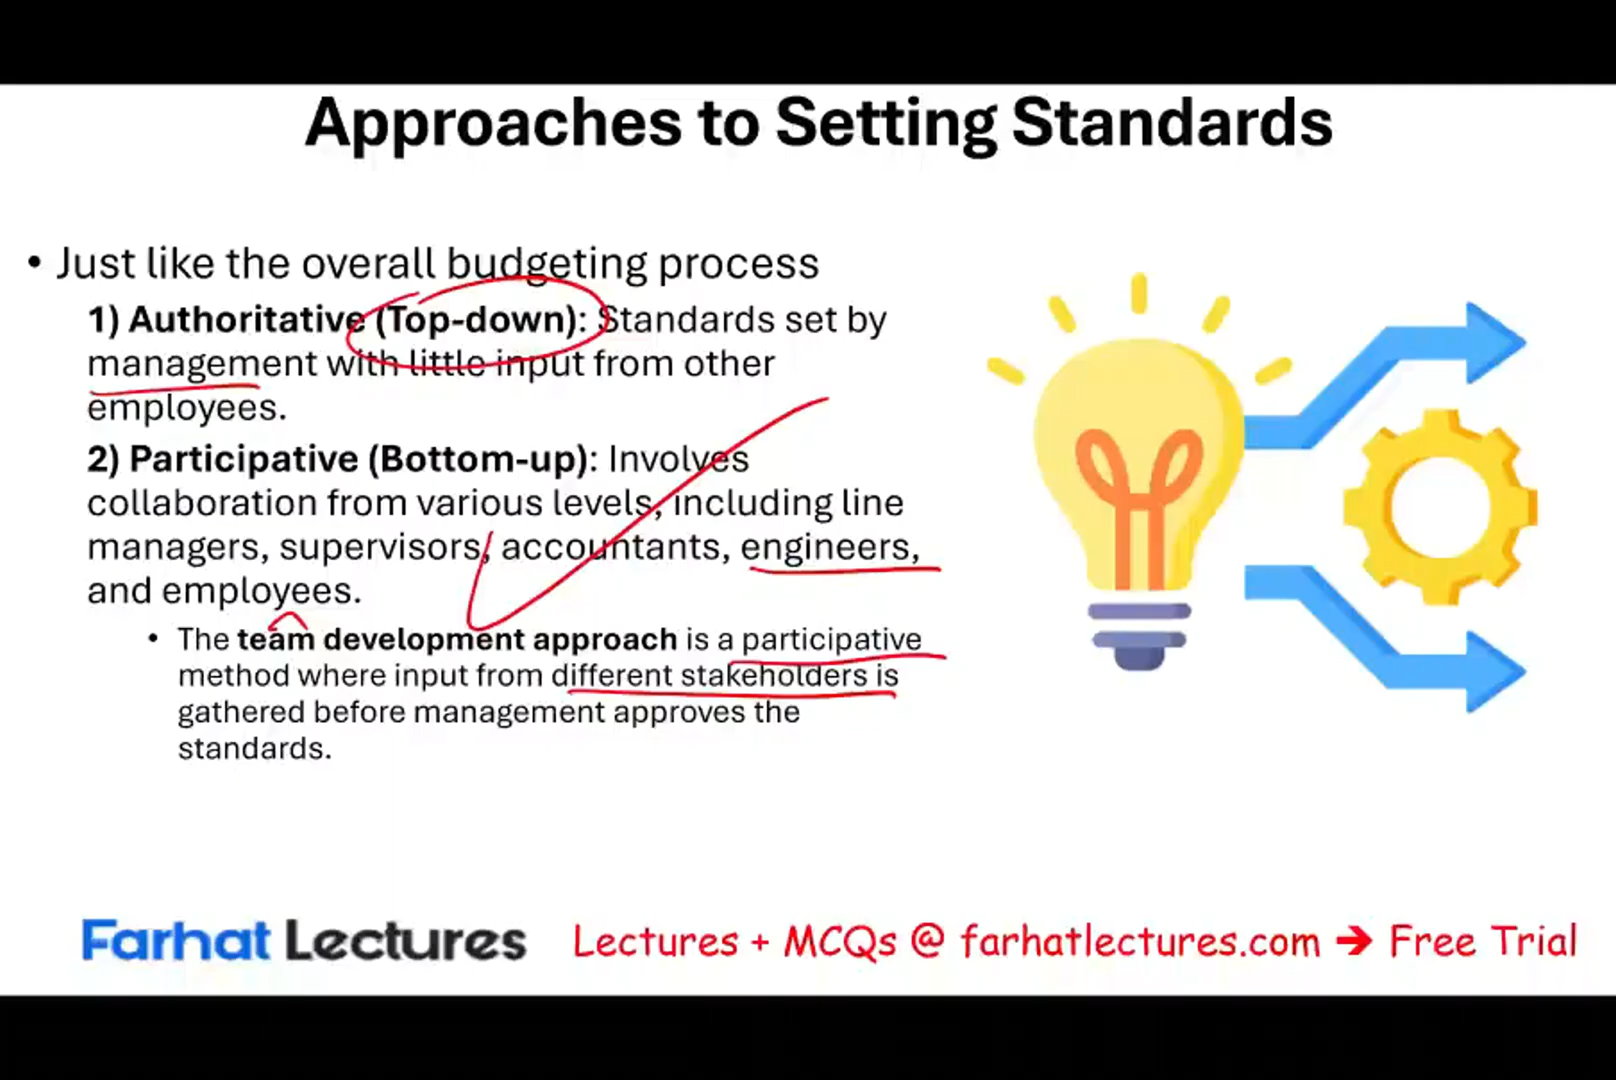 Approaches to Setting Standards
• Just like the overall budgeting process
1) Authoritative (Top-down): Standards set by
management with little input from other
employees.
2) Participative (Bottom-up): Involves
collaboration from various levels, including line
managers, supervisors, accountants, engineers,
and employees.
• The team development approach is a participative
method where input from different stakeholders is
gathered before management approves the
standards.
Farhat Lectures
Lectures + MCQs @ farhatlectures.com → Free Trial